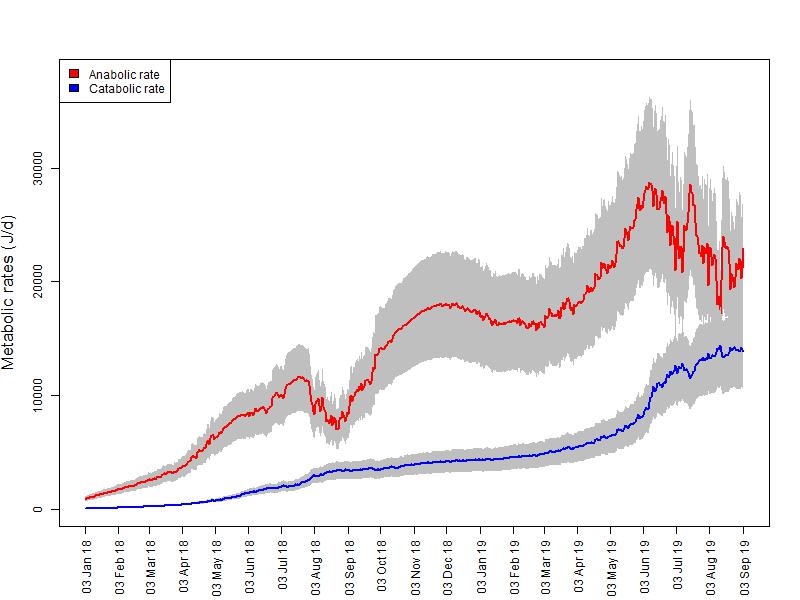 Anabolic rate
Catabolic rate
Metabolic rates (J/d)
30000
20000
10000
0
03 Jan 18
03 Feb 18
03 Mar 18
03 Apr 18
03 May 18
03 Jun 18
03 Jul 18
03 Aug 18
03 Sep 18
03 Oct 18
03 Nov 18
03 Dec 18
03 Jan 19
03 Feb 19
03 Mar 19
03 Apr 19
03 May 19
03 Jun 19
03 Jul 19
03 Aug 19
03 Sep 19